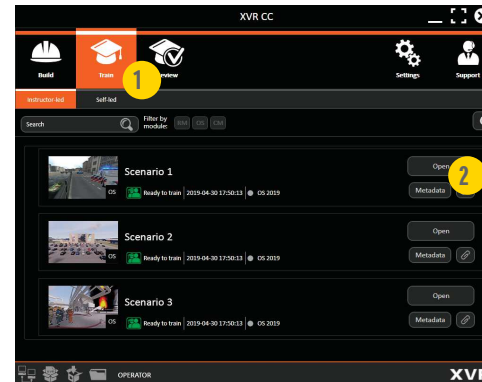 XVR CC
Build
Train
1
Review
Settings
Support
Instructor-led
Self-led
Search
Filter by
module:
RM
OS
CM
Scenario 1
Open
2
OS
Ready to train
2019-04-30 17:50:13
OS 2019
Metadata
Scenario 2
Open
OS
Ready to train
2019-04-30 17:50:13
OS 2019
Metadata
Scenario 3
Open
OS
Ready to train
2019-04-30 17:50:13
OS 2019
Metadata
OPERATOR
XVR